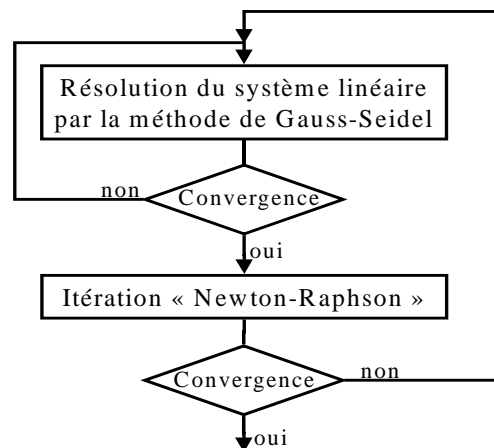 Résolution du système linéaire
par la méthode de Gauss-Seidel
non
Convergence
oui
Itération « Newton-Raphson »
Convergence
non
oui